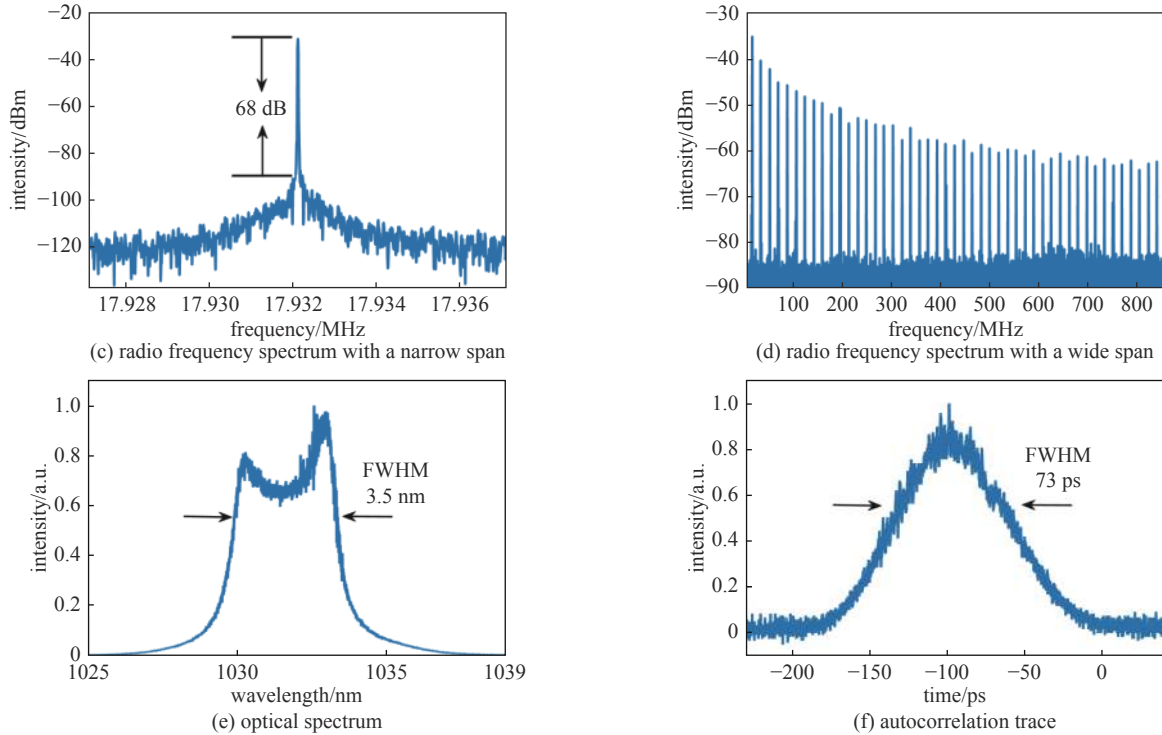 −20
−40
−60
−80
−100
−120
intensity/dBm
68 dB
17.928 17.930 17.932 17.934 17.936
frequency/MHz
(c) radio frequency spectrum with a narrow span
−30
−40
−50
−60
−70
−80
−90
intensity/dBm
100 200 300 400 500 600 700 800
frequency/MHz
(d) radio frequency spectrum with a wide span
1.0
0.8
0.6
0.4
0.2
0
intensity/a.u.
FWHM
3.5 nm
1025 1030 1035 1039
wavelength/nm
(e) optical spectrum
1.0
0.8
0.6
0.4
0.2
0
intensity/a.u.
FWHM
73 ps
−200 −150 −100 −50 0
time/ps
(f) autocorrelation trace